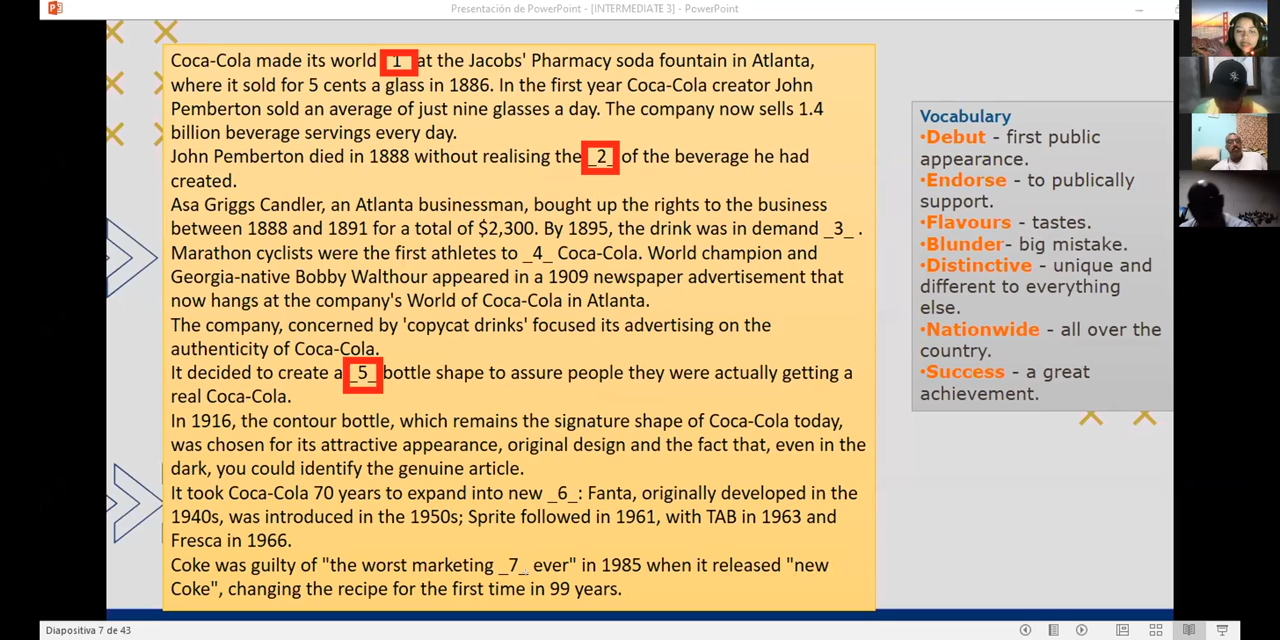 Presentación de PowerPoint - [INTERMEDIATE 3] - PowerPoint
Coca-Cola made its world _1_ at the Jacobs' Pharmacy soda fountain in Atlanta,
where it sold for 5 cents a glass in 1886. In the first year Coca-Cola creator John
Pemberton sold an average of just nine glasses a day. The company now sells 1.4
billion beverage servings every day.
John Pemberton died in 1888 without realising the _2_ of the beverage he had
created.
Asa Griggs Candler, an Atlanta businessman, bought up the rights to the business
between 1888 and 1891 for a total of $2,300. By 1895, the drink was in demand _3_ .
Marathon cyclists were the first athletes to _4_ Coca-Cola. World champion and
Georgia-native Bobby Walthour appeared in a 1909 newspaper advertisement that
now hangs at the company's World of Coca-Cola in Atlanta.
The company, concerned by 'copycat drinks' focused its advertising on the
authenticity of Coca-Cola.
It decided to create a _5_ bottle shape to assure people they were actually getting a
real Coca-Cola.
In 1916, the contour bottle, which remains the signature shape of Coca-Cola today,
was chosen for its attractive appearance, original design and the fact that, even in the
dark, you could identify the genuine article.
It took Coca-Cola 70 years to expand into new _6_: Fanta, originally developed in the
1940s, was introduced in the 1950s; Sprite followed in 1961, with TAB in 1963 and
Fresca in 1966.
Coke was guilty of "the worst marketing _7_ ever" in 1985 when it released "new
Coke", changing the recipe for the first time in 99 years.
Vocabulary
•Debut - first public
appearance.
•Endorse - to publically
support.
•Flavours - tastes.
•Blunder- big mistake.
•Distinctive - unique and
different to everything
else.
•Nationwide - all over the
country.
•Success - a great
achievement.
Diapositiva 7 de 43